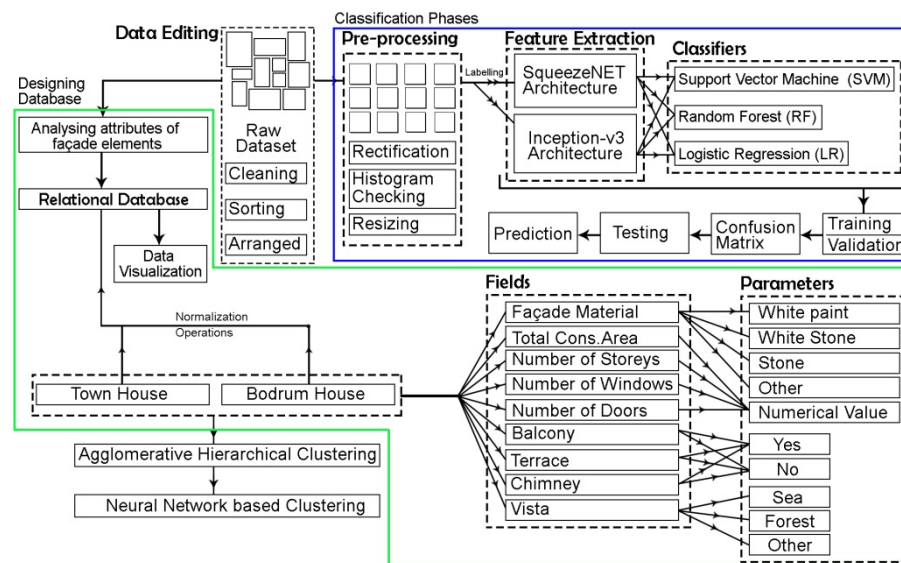 Classification Phases
Data Editing
Pre-processing
Feature Extraction
Classifiers
Labelling
SqueezeNET
Architecture
Inception-v3
Architecture
Support Vector Machine (SVM)
Random Forest (RF)
Logistic Regression (LR)
Designing
Database
Analysing attributes of
façade elements
Relational Database
Data
Visualization
Raw
Dataset
Cleaning
Sorting
Arranged
Rectification
Histogram
Checking
Resizing
Prediction
Testing
Confusion
Matrix
Training
Validation
Normalization
Operations
Town House
Bodrum House
Agglomerative Hierarchical Clustering
Neural Network based Clustering
Fields
Façade Material
Total Cons.Area
Number of Storeys
Number of Windows
Number of Doors
Balcony
Terrace
Chimney
Vista
Parameters
White paint
White Stone
Stone
Other
Numerical Value
Yes
No
Sea
Forest
Other